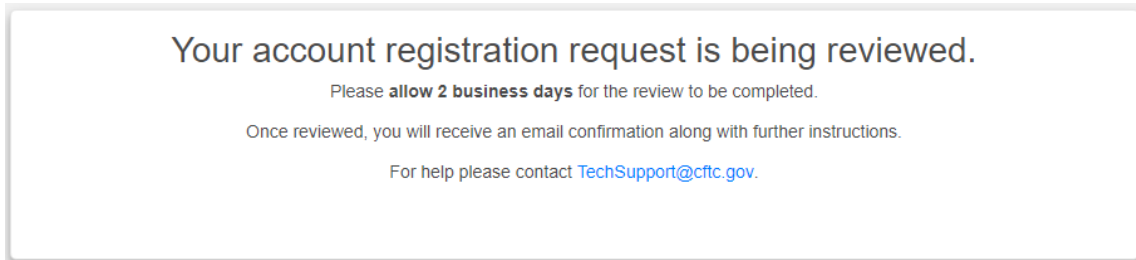 Your account registration request is being reviewed.
Please allow 2 business days for the review to be completed.
Once reviewed, you will receive an email confirmation along with further instructions.
For help please contact TechSupport@cftc.gov.